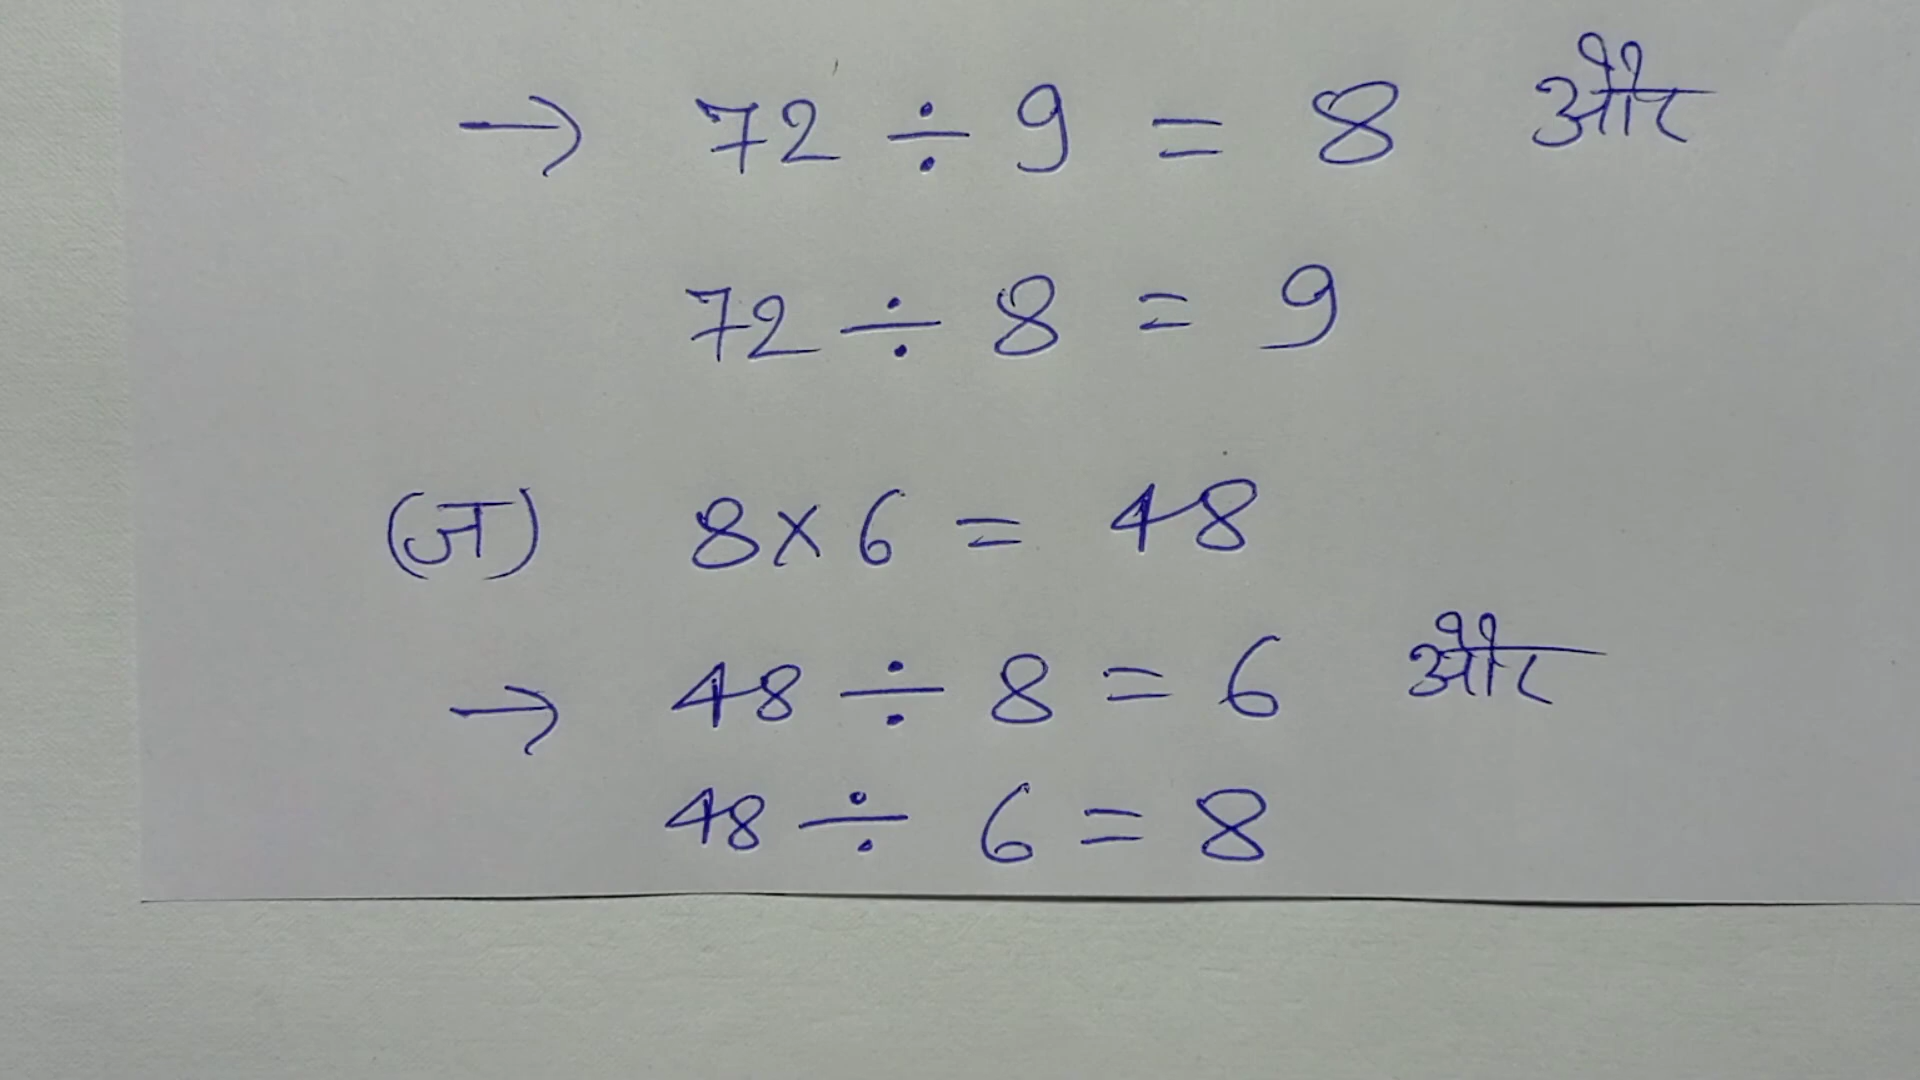 → 72 ÷ 9 = 8 और
72 ÷ 8 = 9
(ज) 8 × 6 = 48
→ 48 ÷ 8 = 6 और
48 ÷ 6 = 8